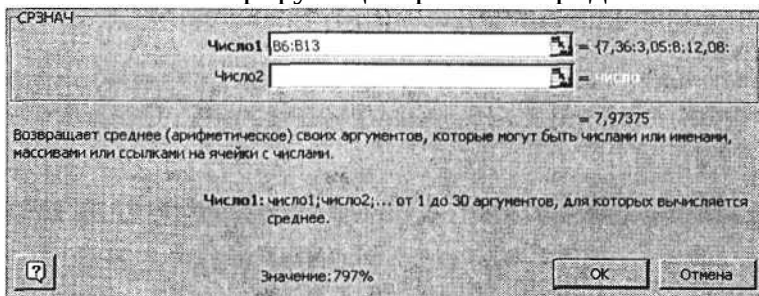 СРЗНАЧ
Число1 B6:B13 = {7,36:3,05:8:12,08:
Число2 = число
= 7,97375
Возвращает среднее (арифметическое) своих аргументов, которые могут быть числами или именами,
массивами или ссылками на ячейки с числами.
Число1: число1;число2;... от 1 до 30 аргументов, для которых вычисляется
среднее.
Значение:797%
ОК
Отмена